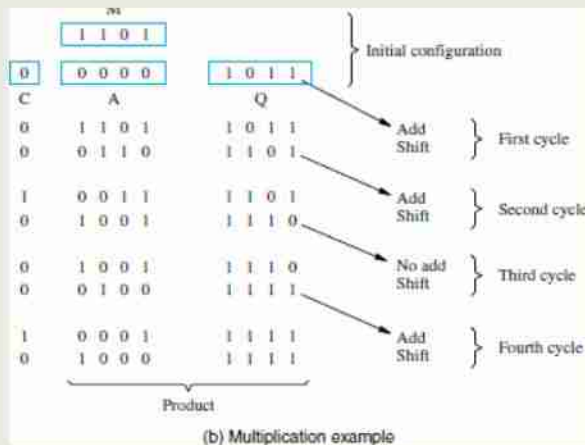 M
1 1 0 1
Initial configuration
0 0 0 0 0 1 0 1 1
C A Q
0 1 1 0 1 1 0 1 1 Add
First cycle
0 0 1 1 0 1 1 0 1 Shift
1 0 0 1 1 1 1 0 1 Add
Second cycle
0 1 0 0 1 1 1 1 0 Shift
0 1 0 0 1 1 1 1 0 No add
Third cycle
0 0 1 0 0 1 1 1 1 Shift
1 0 0 0 1 1 1 1 1 Add
Fourth cycle
0 1 0 0 0 1 1 1 1 Shift
Product
(b) Multiplication example